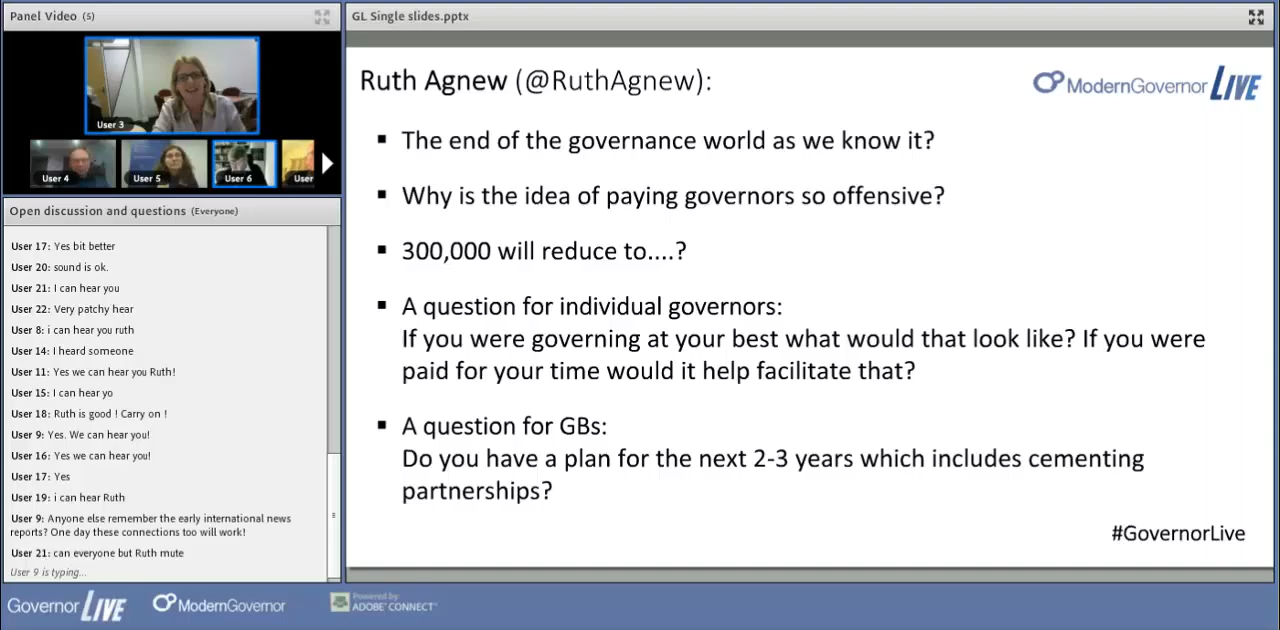 Panel Video (5)
User 3
User 4
User 5
User 6
User
Open discussion and questions (Everyone)
User 17: Yes bit better
User 20: sound is ok.
User 21: I can hear you
User 22: Very patchy hear
User 8: i can hear you ruth
User 14: I heard someone
User 11: Yes we can hear you Ruth!
User 15: I can hear yo
User 18: Ruth is good ! Carry on !
User 9: Yes. We can hear you!
User 16: Yes we can hear you!
User 17: Yes
User 19: i can hear Ruth
User 9: Anyone else remember the early international news
reports? One day these connections too will work!
User 21: can everyone but Ruth mute
User 9 is typing...
GL Single slides.pptx
Ruth Agnew (@RuthAgnew):
ModernGovernor LIVE
▪ The end of the governance world as we know it?
▪ Why is the idea of paying governors so offensive?
▪ 300,000 will reduce to....?
▪ A question for individual governors:
If you were governing at your best what would that look like? If you were
paid for your time would it help facilitate that?
▪ A question for GBs:
Do you have a plan for the next 2-3 years which includes cementing
partnerships?
#GovernorLive
Governor LIVE
ModernGovernor
Powered by
ADOBE® CONNECT™